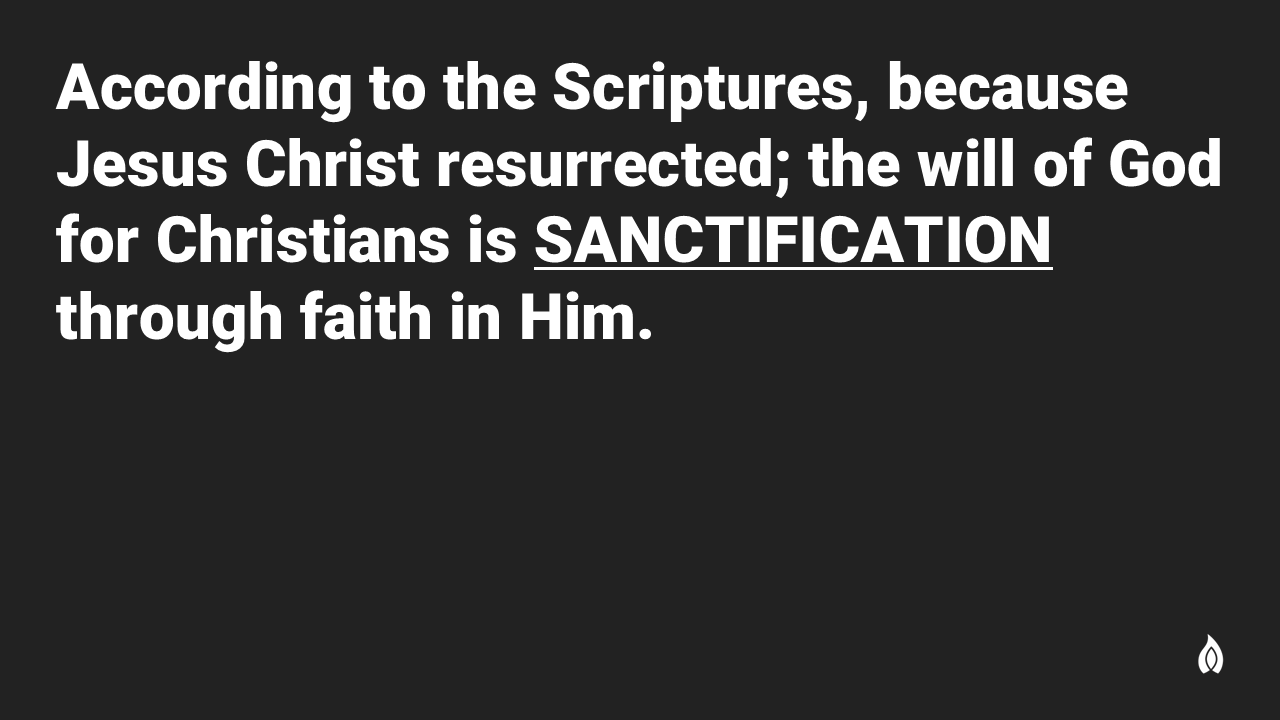 According to the Scriptures, because
Jesus Christ resurrected; the will of God
for Christians is SANCTIFICATION
through faith in Him.